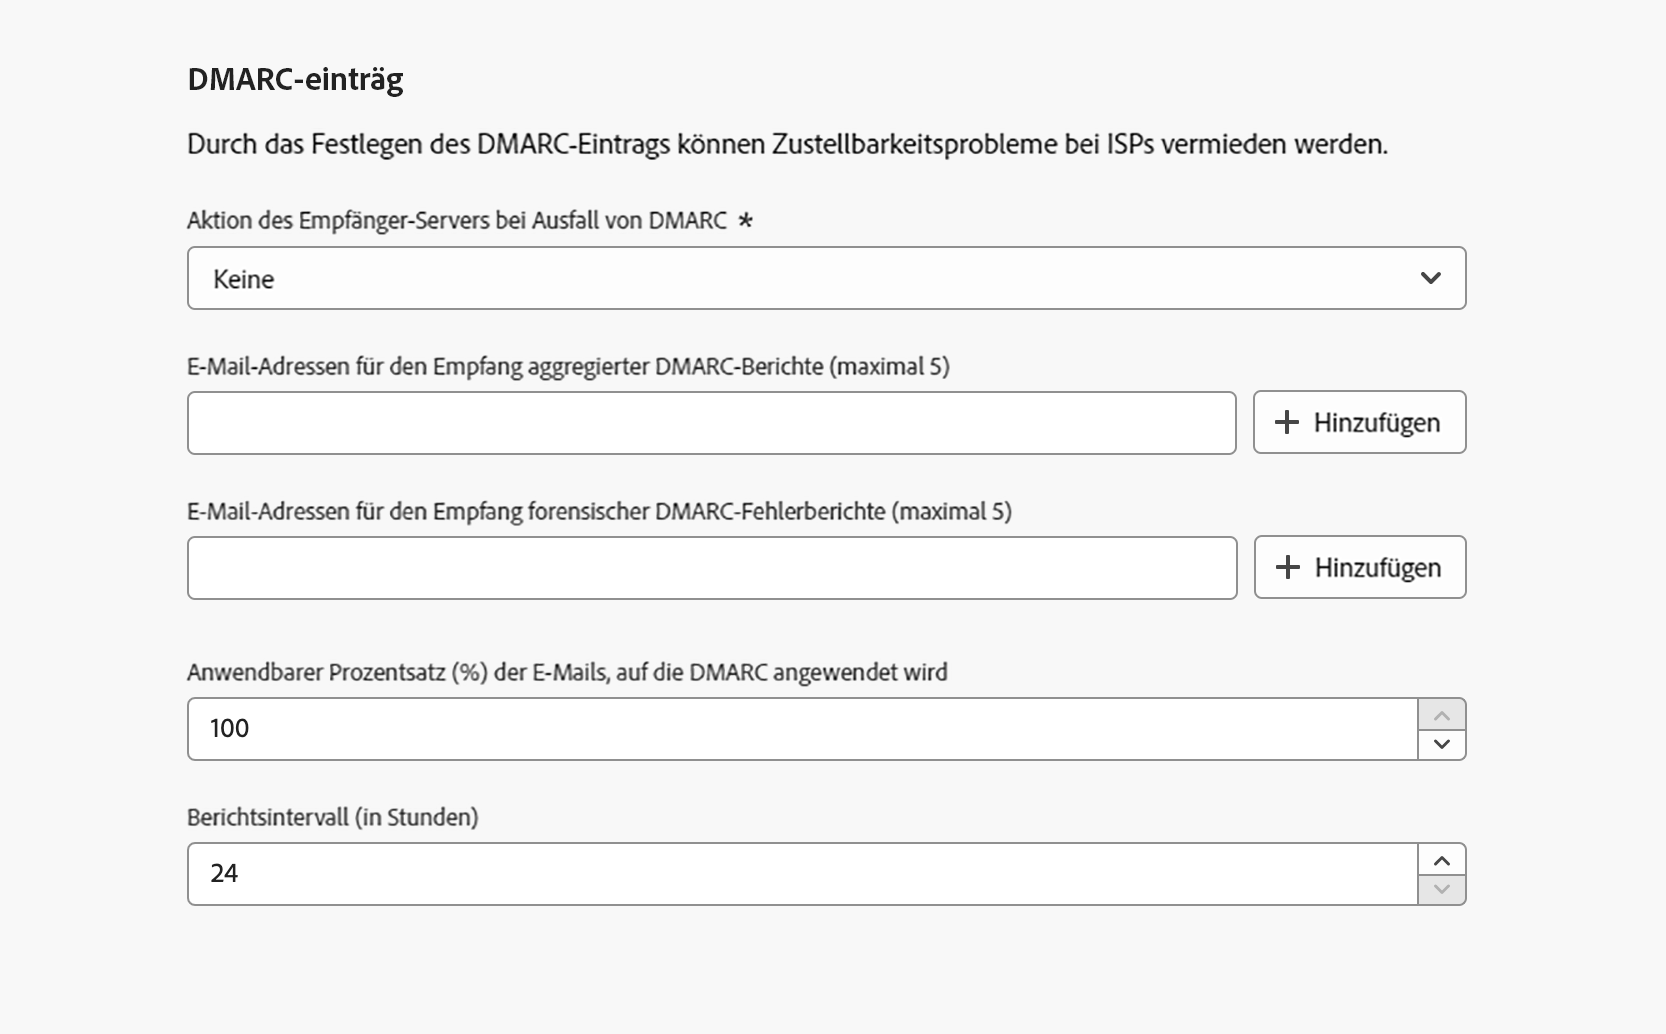 DMARC-einträg
Durch das Festlegen des DMARC-Eintrags können Zustellbarkeitsprobleme bei ISPs vermieden werden.
Aktion des Empfänger-Servers bei Ausfall von DMARC *
Keine
E-Mail-Adressen für den Empfang aggregierter DMARC-Berichte (maximal 5)
+ Hinzufügen
E-Mail-Adressen für den Empfang forensischer DMARC-Fehlerberichte (maximal 5)
+ Hinzufügen
Anwendbarer Prozentsatz (%) der E-Mails, auf die DMARC angewendet wird
100
Berichtsintervall (in Stunden)
24